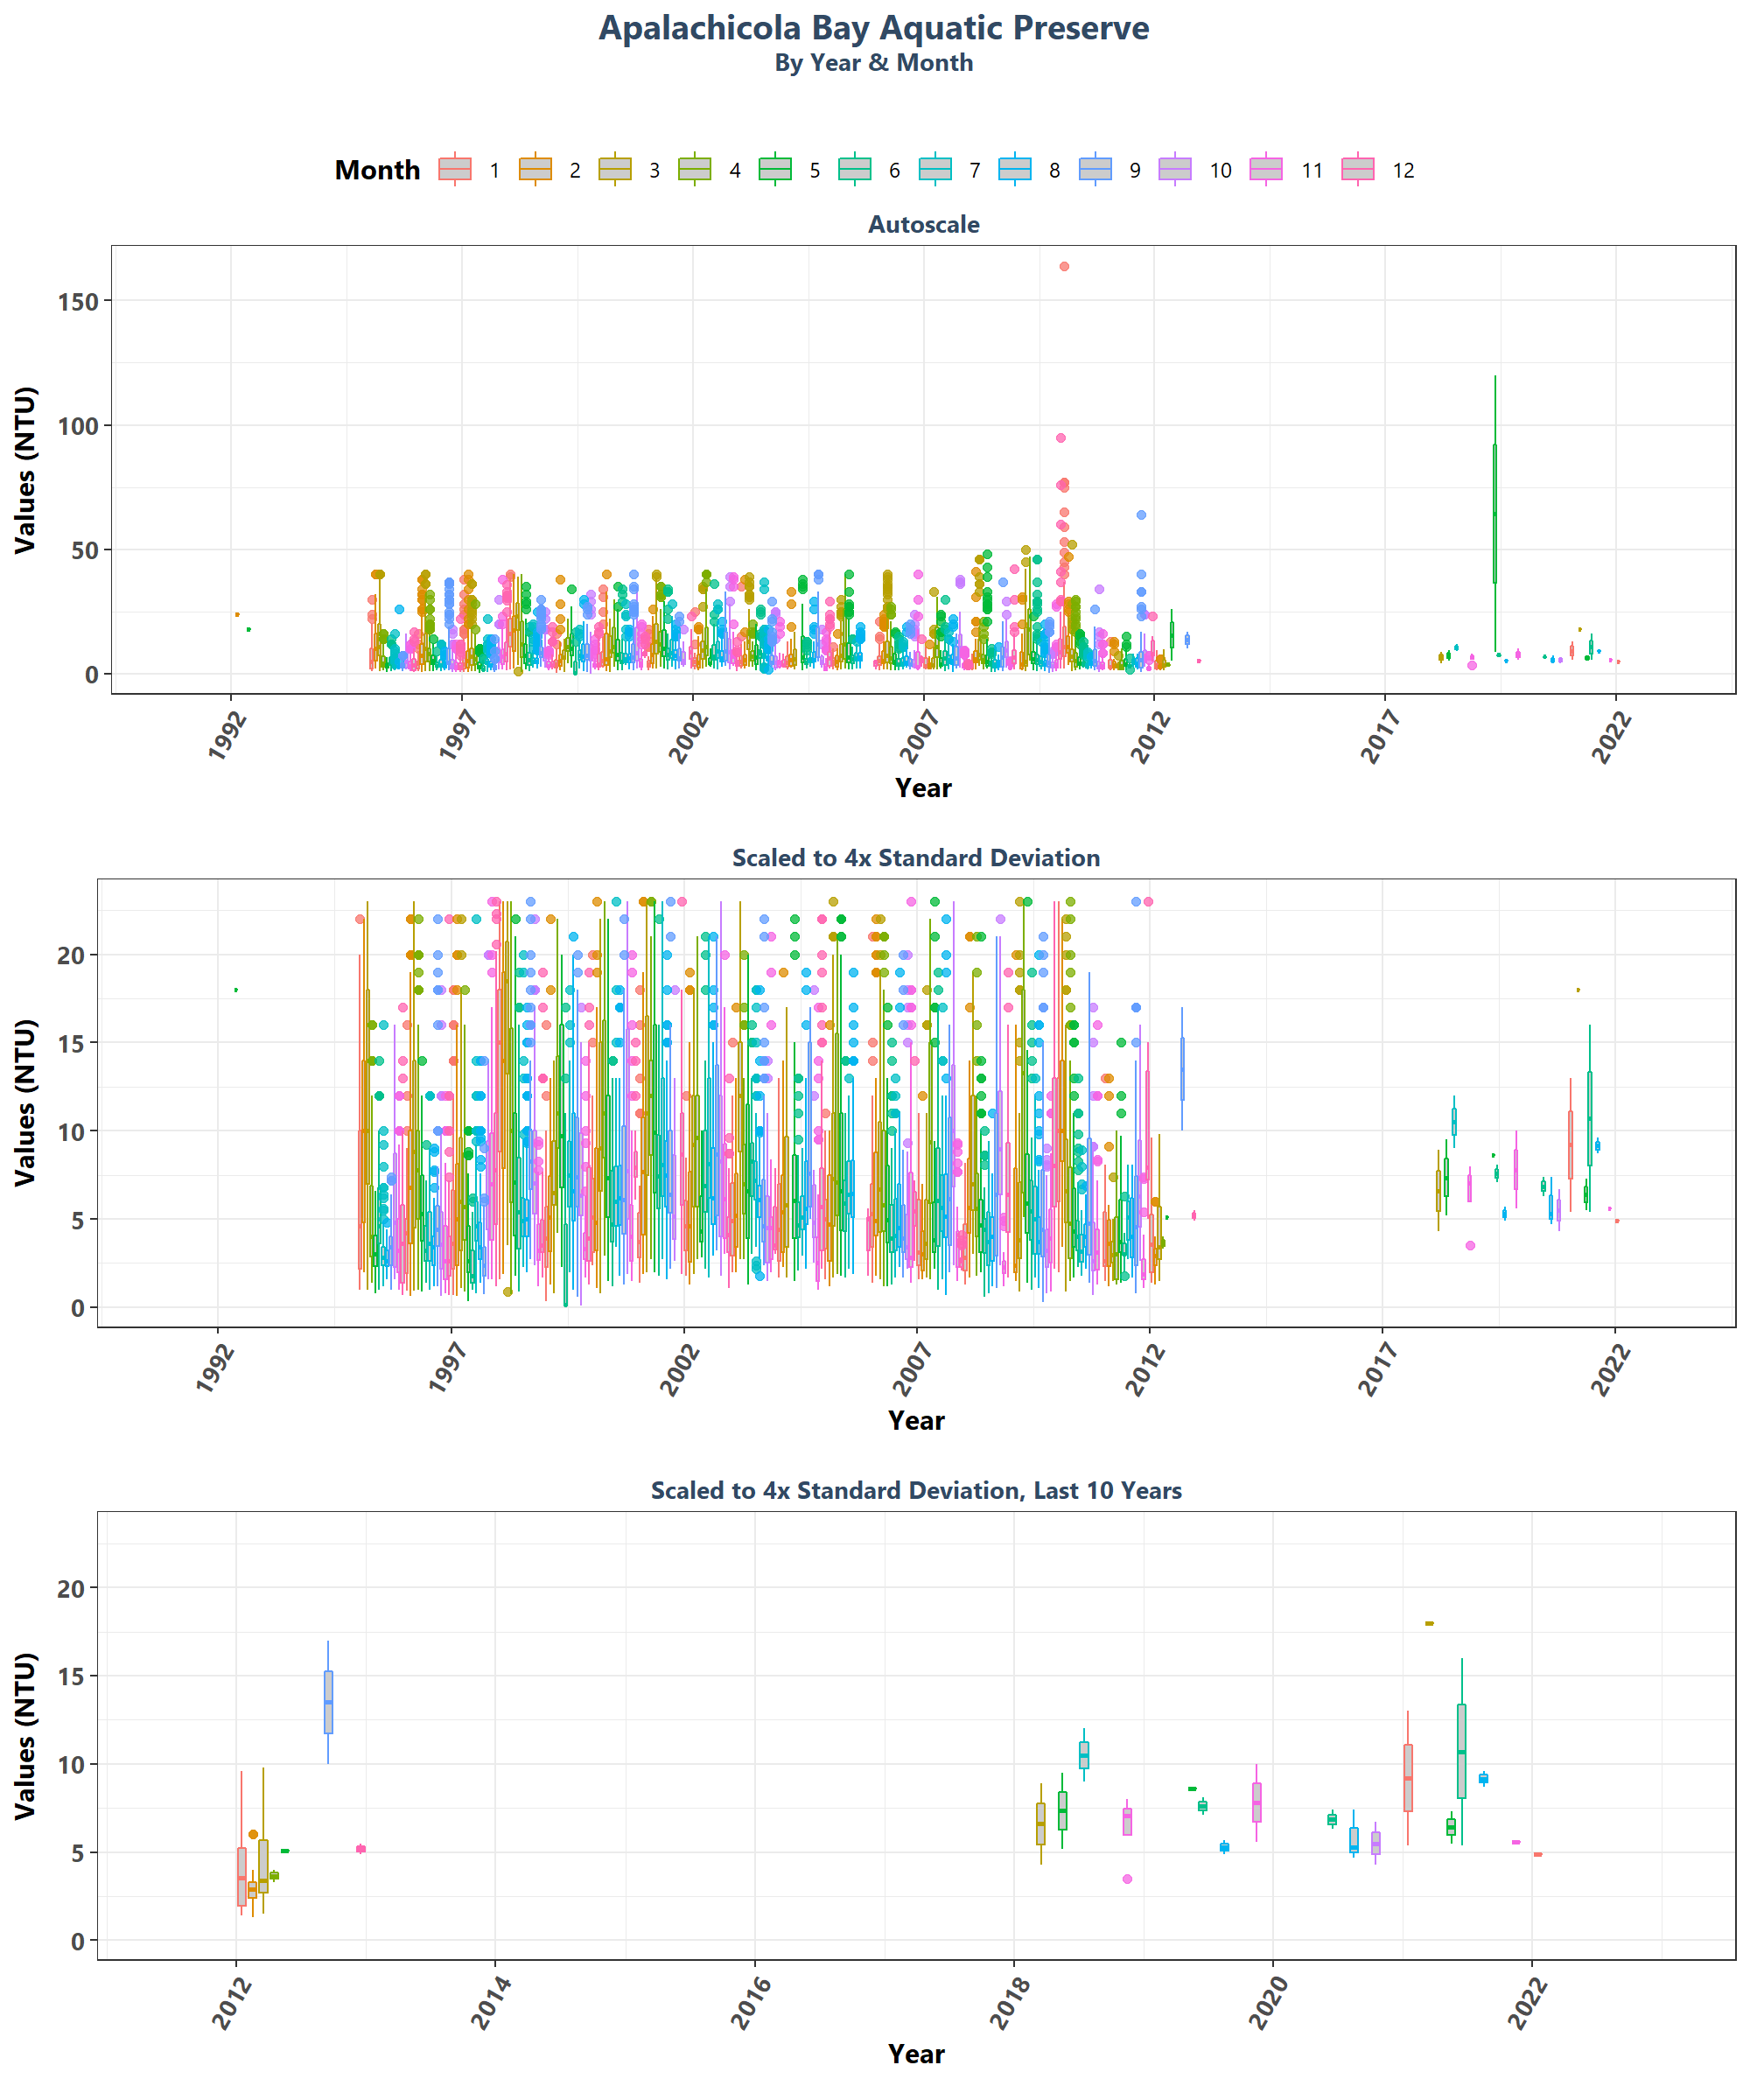 Apalachicola Bay Aquatic Preserve
By Year & Month
Month 1 2 3 4 5 6 7 8 9 10 11 12
Autoscale
Values (NTU)
150
100
50
0
1992 1997 2002 2007 2012 2017 2022
Year
Scaled to 4x Standard Deviation
Values (NTU)
20
15
10
5
0
1992 1997 2002 2007 2012 2017 2022
Year
Scaled to 4x Standard Deviation, Last 10 Years
Values (NTU)
20
15
10
5
0
2012 2014 2016 2018 2020 2022
Year